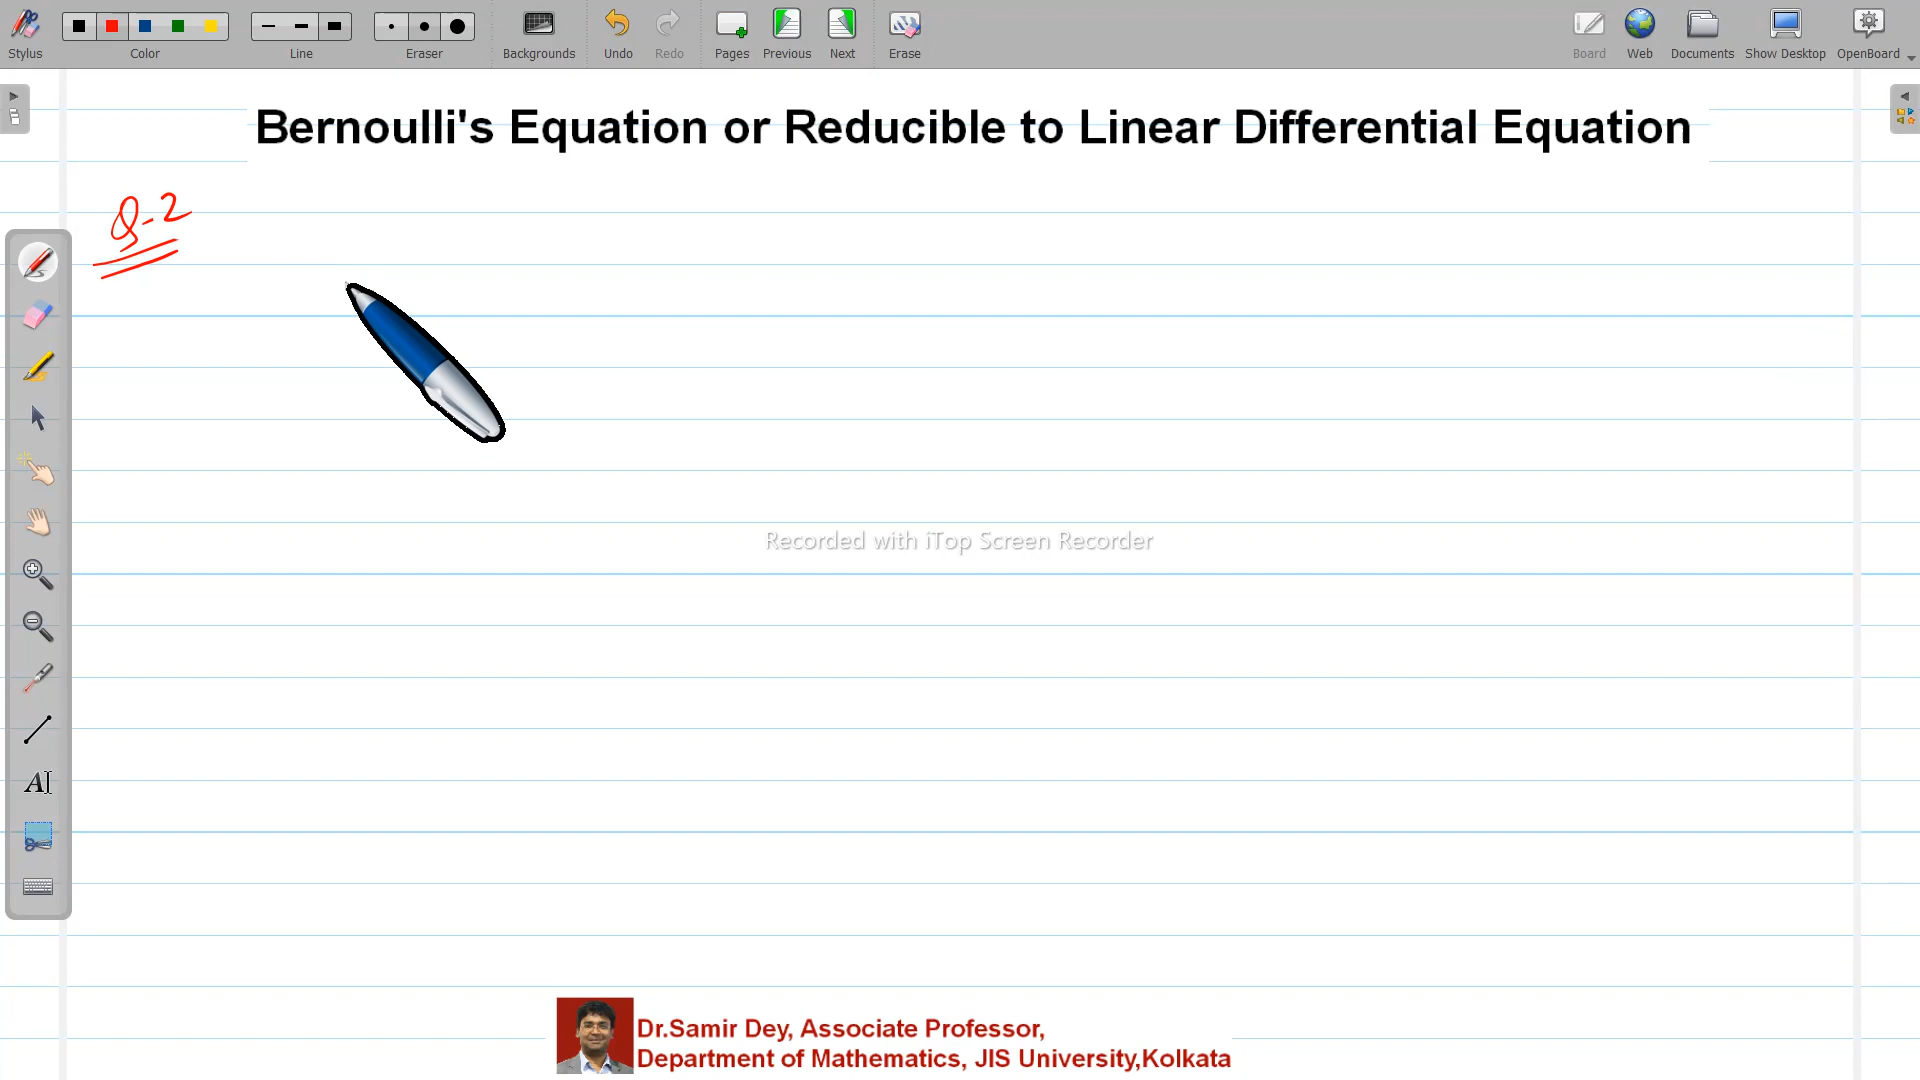 Stylus
Color
Line
Eraser
Backgrounds
Undo
Redo
Pages
Previous
Next
Erase
Board
Web
Documents
Show Desktop
OpenBoard
Bernoulli's Equation or Reducible to Linear Differential Equation
Q-2
AI
Recorded with iTop Screen Recorder
Dr.Samir Dey, Associate Professor,
Department of Mathematics, JIS University,Kolkata